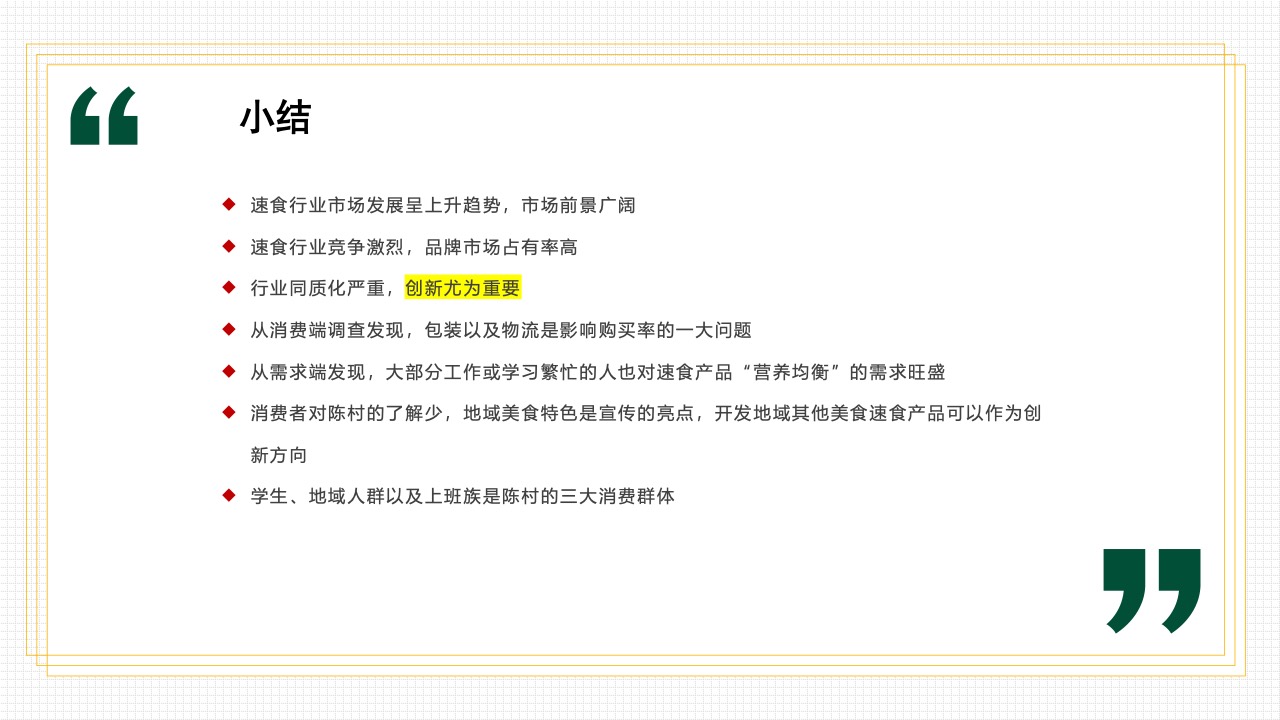 小结
速食行业市场发展呈上升趋势，市场前景广阔
速食行业竞争激烈，品牌市场占有率高
行业同质化严重，创新尤为重要
从消费端调查发现，包装以及物流是影响购买率的一大问题
从需求端发现，大部分工作或学习繁忙的人也对速食产品“营养均衡”的需求旺盛
消费者对陈村的了解少，地域美食特色是宣传的亮点，开发地域其他美食速食产品可以作为创
新方向
学生、地域人群以及上班族是陈村的三大消费群体